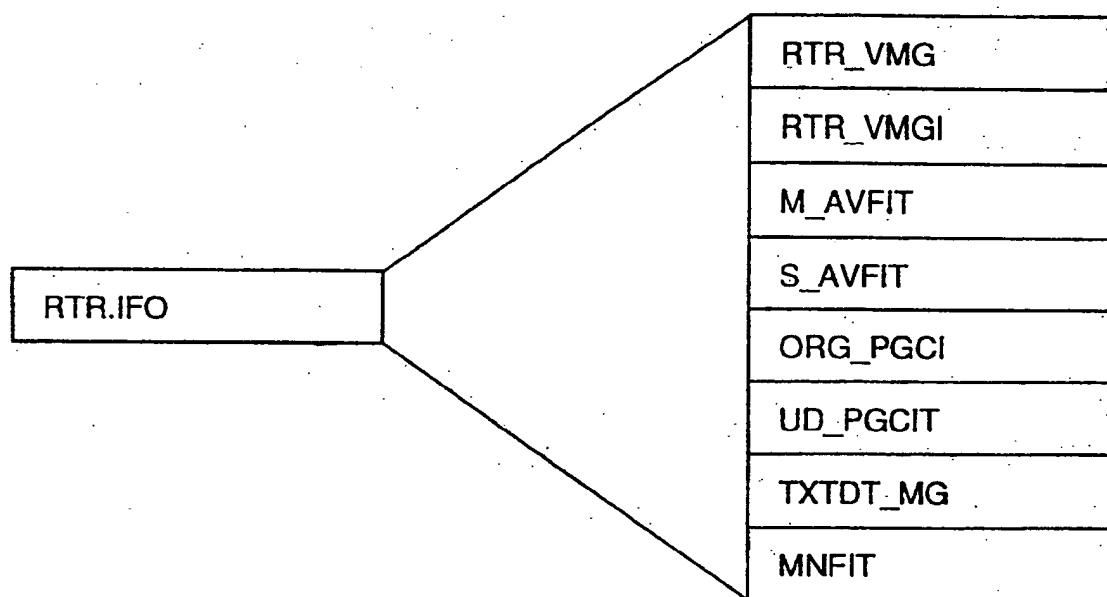 RTR.IFO
RTR_VMG
RTR_VMGI
M_AVFIT
S_AVFIT
ORG_PGCI
UD_PGCIT
TXTDT_MG
MNFIT